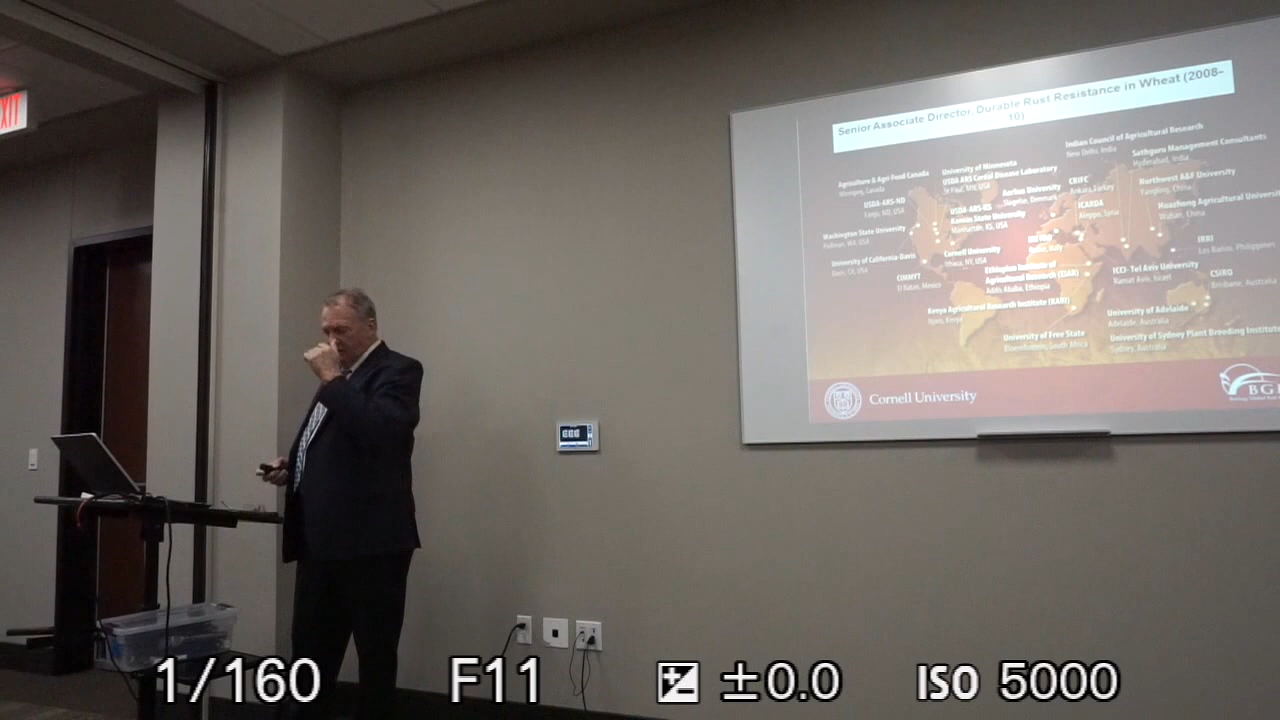 EXIT
Senior Associate Director, Durable Rust Resistance in Wheat (2008-
10)
Indian Council of Agricultural Research
New Delhi, India
Sathguru Management Consultants
Hyderabad, India
Agriculture & Agri-Food Canada
Winnipeg, Canada
University of Minnesota
USDA ARS Cereal Disease Laboratory
St Paul, MN, USA
CRIFC
Ankara, Turkey
Northwest A&F University
Yangling, China
USDA-ARS-ND
Fargo, ND, USA
Aarhus University
Slagelse, Denmark
USDA-ARS-KS
Kansas State University
Manhattan, KS, USA
ICARDA
Aleppo, Syria
Huazhong Agricultural Univers
Wuhan, China
Washington State University
Pullman, WA, USA
University of California-Davis
Davis, CA, USA
Cornell University
Ithaca, NY, USA
IRRI
Los Baños, Philippines
CIMMYT
El Batan, Mexico
Ethiopian Institute of
Agricultural Research (EIAR)
Addis Ababa, Ethiopia
ICCI- Tel Aviv University
Ramat Aviv, Israel
CSIRO
Brisbane, Australia
Kenya Agricultural Research Institute (KARI)
Njoro, Kenya
University of Adelaide
Adelaide, Australia
University of Free State
Bloemfontein, South Africa
University of Sydney Plant Breeding Institute
Sydney, Australia
Cornell University
BG
1/160 F11 ±0.0 ISO 5000